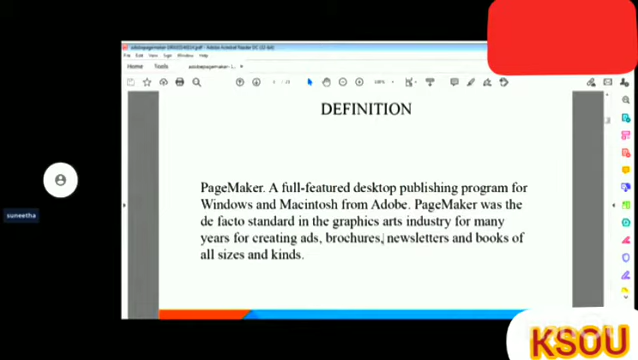 Home Tools
DEFINITION
PageMaker. A full-featured desktop publishing program for
Windows and Macintosh from Adobe. PageMaker was the
de facto standard in the graphics arts industry for many
years for creating ads, brochures, newsletters and books of
all sizes and kinds.
suneetha
KSOU